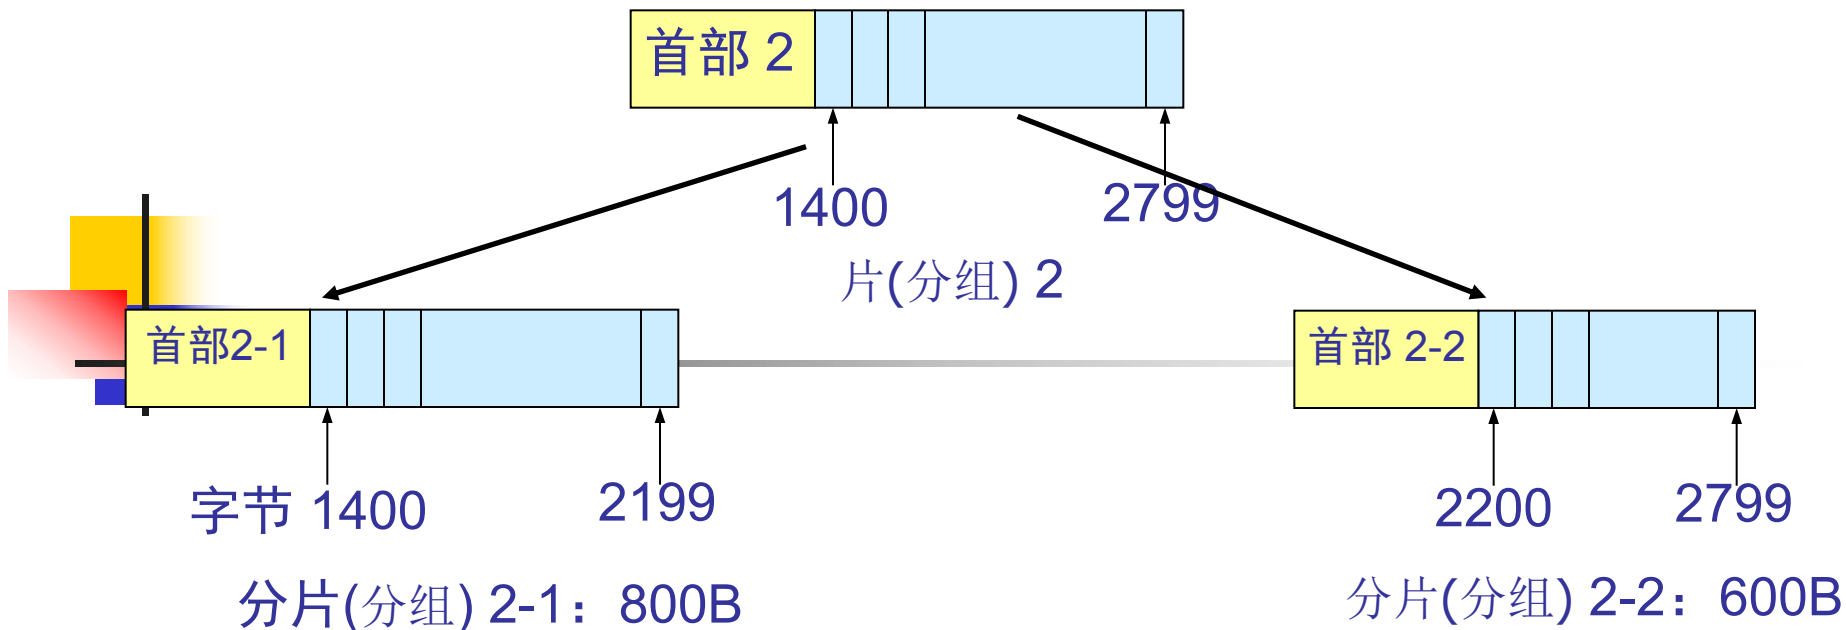 首部 2
1400
2799
片(分组) 2
首部2-1
首部 2-2
字节 1400
2199
2200
2799
分片(分组) 2-1：800B
分片(分组) 2-2：600B